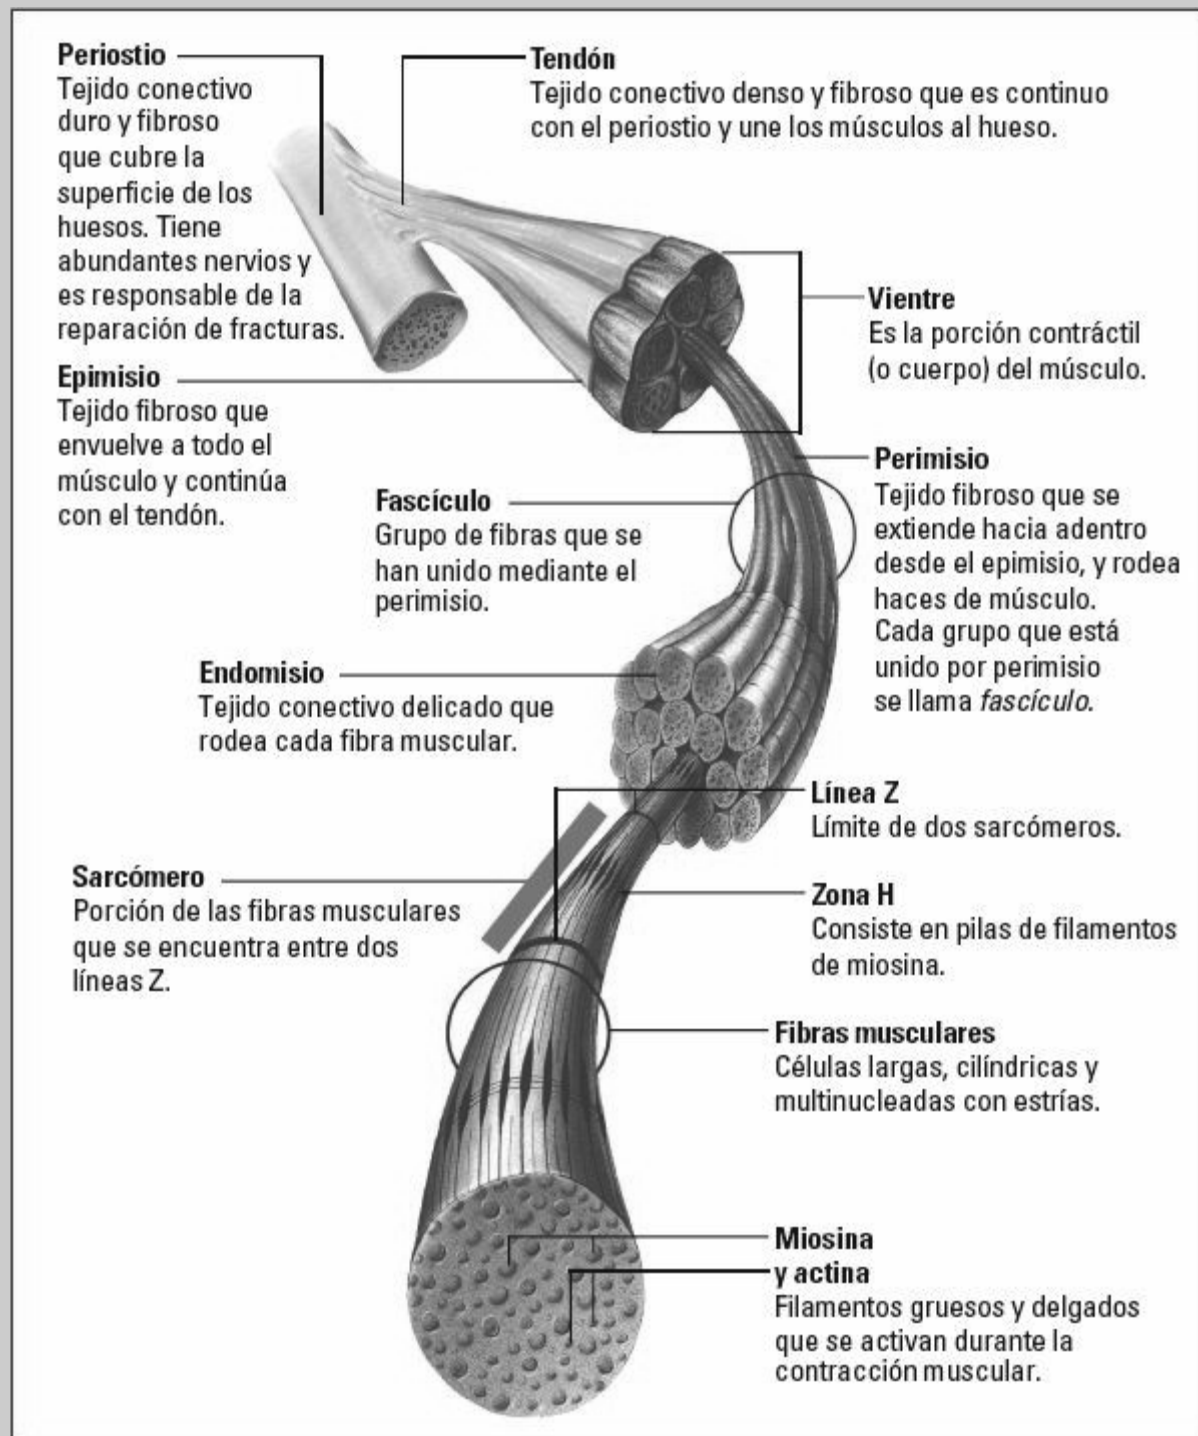 Periostio
Tejido conectivo
duro y fibroso
que cubre la
superficie de los
huesos. Tiene
abundantes nervios y
es responsable de la
reparación de fracturas.
Tendón
Tejido conectivo denso y fibroso que es continuo
con el periostio y une los músculos al hueso.
Vientre
Es la porción contráctil
(o cuerpo) del músculo.
Epimisio
Tejido fibroso que
envuelve a todo el
músculo y continúa
con el tendón.
Perimisio
Tejido fibroso que se
extiende hacia adentro
desde el epimisio, y rodea
haces de músculo.
Cada grupo que está
unido por perimisio
se llama fascículo.
Fascículo
Grupo de fibras que se
han unido mediante el
perimisio.
Endomisio
Tejido conectivo delicado que
rodea cada fibra muscular.
Línea Z
Límite de dos sarcómeros.
Sarcómero
Porción de las fibras musculares
que se encuentra entre dos
líneas Z.
Zona H
Consiste en pilas de filamentos
de miosina.
Fibras musculares
Células largas, cilíndricas y
multinucleadas con estrías.
Miosina
y actina
Filamentos gruesos y delgados
que se activan durante la
contracción muscular.